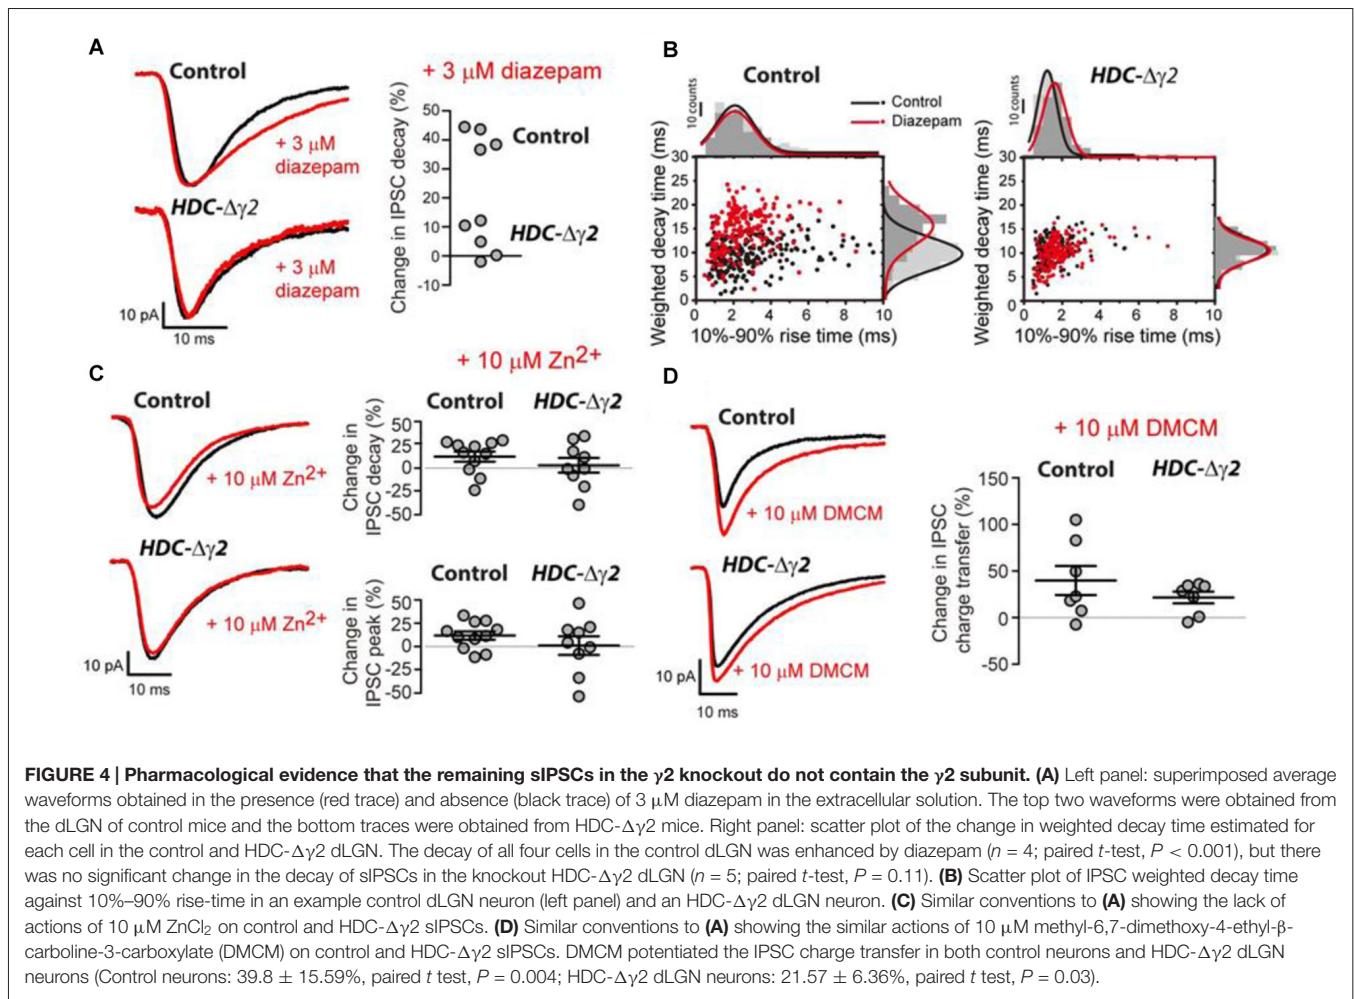 A
Control
+ 3 μM
diazepam
HDC-Δγ2
+ 3 μM
diazepam
10 pA
10 ms
+ 3 μM diazepam
Change in IPSC decay (%)
50
40
30
20
10
0
-10
Control
HDC-Δγ2
B
Control
10 counts
Control
Diazepam
Weighted decay time (ms)
30
25
20
15
10
5
0
0 2 4 6 8 10
10%-90% rise time (ms)
HDC-Δγ2
10 counts
Weighted decay time (ms)
30
25
20
15
10
5
0
0 2 4 6 8 10
10%-90% rise time (ms)
C
Control
+ 10 μM Zn2+
HDC-Δγ2
+ 10 μM Zn2+
10 pA
10 ms
+ 10 μM Zn2+
Control HDC-Δγ2
Change in
IPSC decay (%)
50
25
0
-25
-50
Control HDC-Δγ2
Change in
IPSC peak (%)
50
25
0
-25
-50
D
Control
+ 10 μM DMCM
HDC-Δγ2
+ 10 μM DMCM
10 pA
10 ms
+ 10 μM DMCM
Control HDC-Δγ2
Change in IPSC
charge transfer (%)
150
100
50
0
-50
FIGURE 4 | Pharmacological evidence that the remaining sIPSCs in the γ2 knockout do not contain the γ2 subunit. (A) Left panel: superimposed average
waveforms obtained in the presence (red trace) and absence (black trace) of 3 μM diazepam in the extracellular solution. The top two waveforms were obtained from
the dLGN of control mice and the bottom traces were obtained from HDC-Δγ2 mice. Right panel: scatter plot of the change in weighted decay time estimated for
each cell in the control and HDC-Δγ2 dLGN. The decay of all four cells in the control dLGN was enhanced by diazepam (n = 4; paired t-test, P < 0.001), but there
was no significant change in the decay of sIPSCs in the knockout HDC-Δγ2 dLGN (n = 5; paired t-test, P = 0.11). (B) Scatter plot of IPSC weighted decay time
against 10%–90% rise-time in an example control dLGN neuron (left panel) and an HDC-Δγ2 dLGN neuron. (C) Similar conventions to (A) showing the lack of
actions of 10 μM ZnCl₂ on control and HDC-Δγ2 sIPSCs. (D) Similar conventions to (A) showing the similar actions of 10 μM methyl-6,7-dimethoxy-4-ethyl-β-
carboline-3-carboxylate (DMCM) on control and HDC-Δγ2 sIPSCs. DMCM potentiated the IPSC charge transfer in both control neurons and HDC-Δγ2 dLGN
neurons (Control neurons: 39.8 ± 15.59%, paired t test, P = 0.004; HDC-Δγ2 dLGN neurons: 21.57 ± 6.36%, paired t test, P = 0.03).